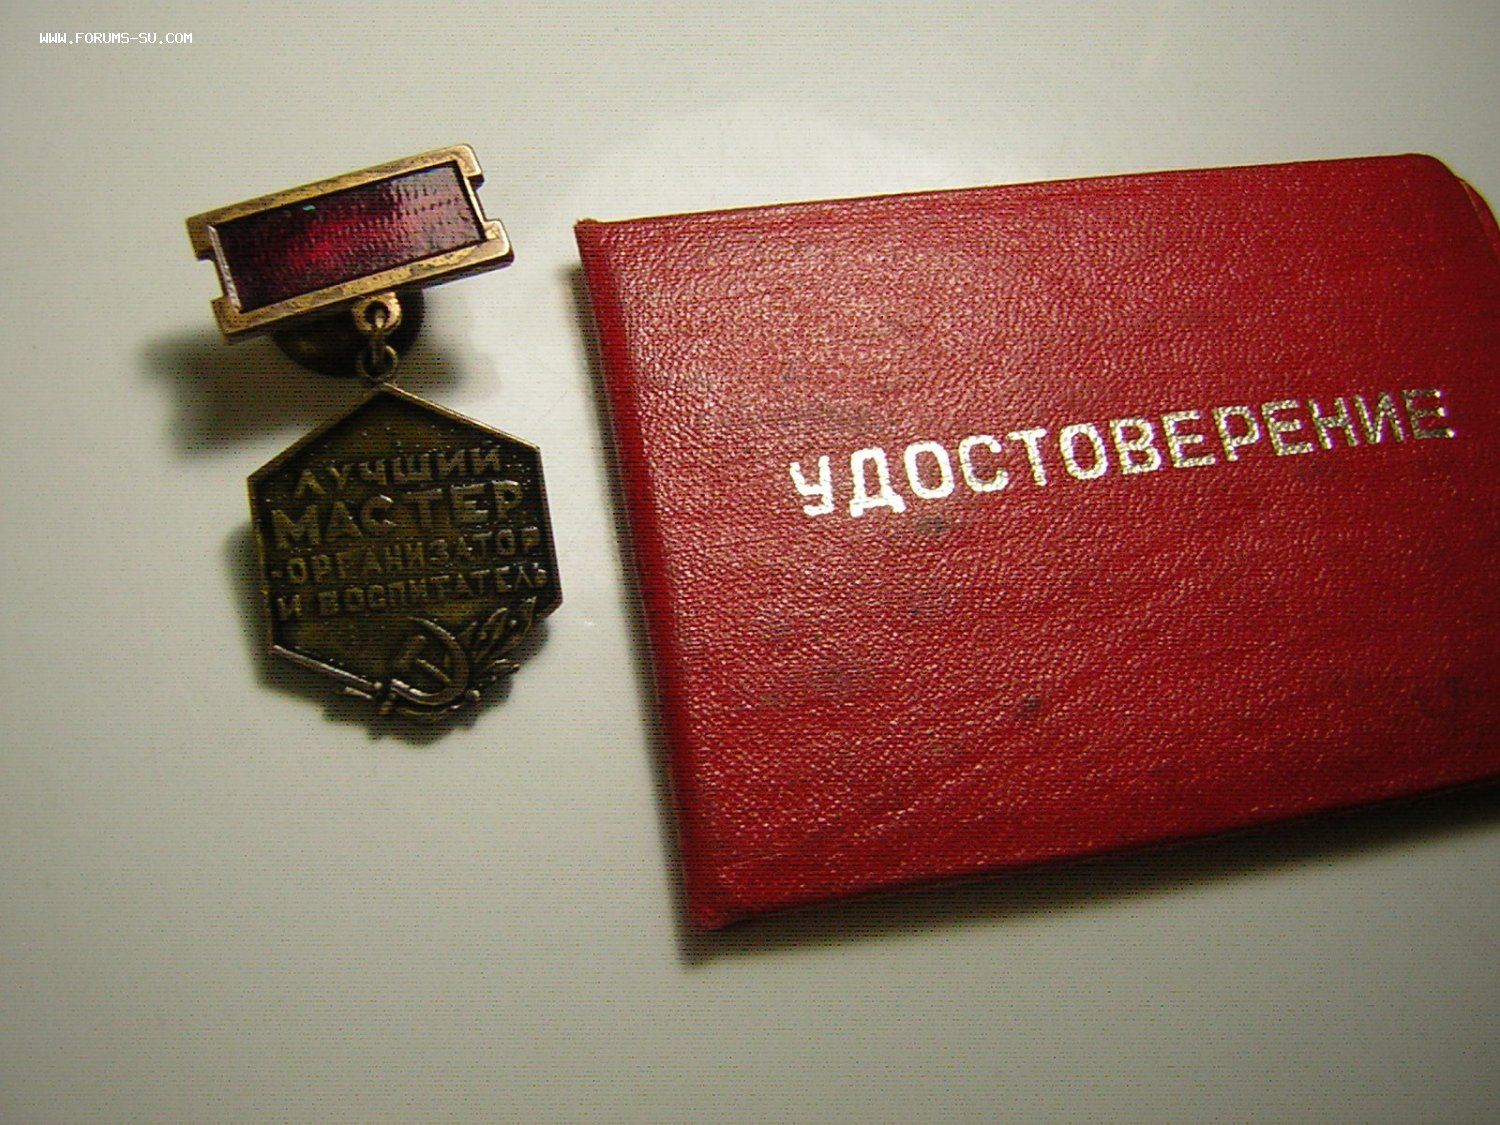 WWW.FORUMS-SU.COM
ЛУЧШИЙ
МАСТЕР
-ОРГАНИЗАТОР
И ВОСПИТАТЕЛЬ
УДОСТОВЕРЕНИЕ